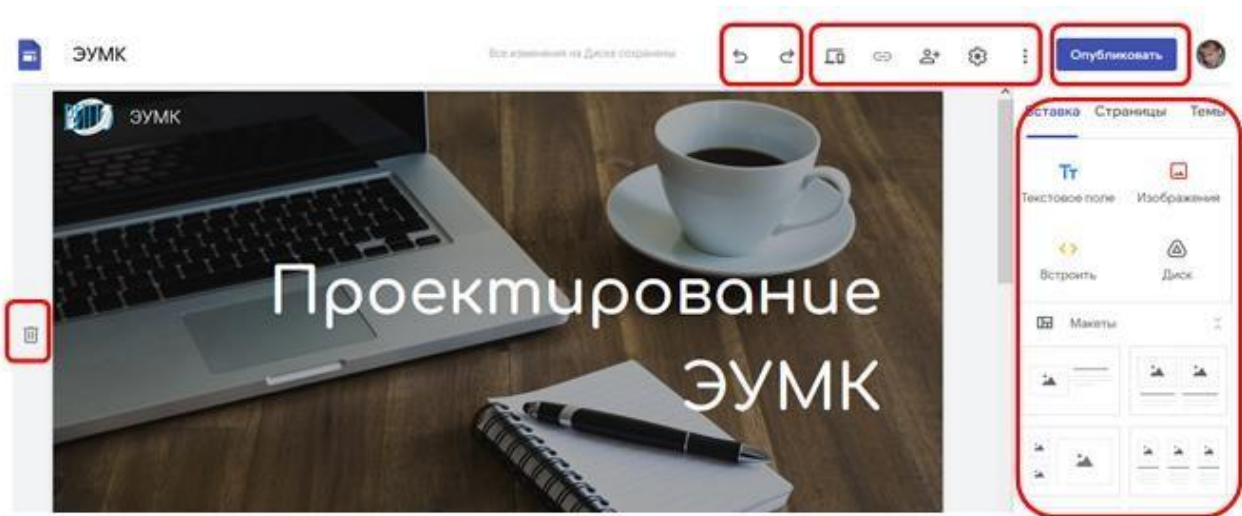 ЭУМК
Все изменения на Диске сохранены
Опубликовать
ЭУМК
Вставка Страницы Темы
Тт
Текстовое поле Изображения
Встроить Диск
Макеты
Проектирование
ЭУМК